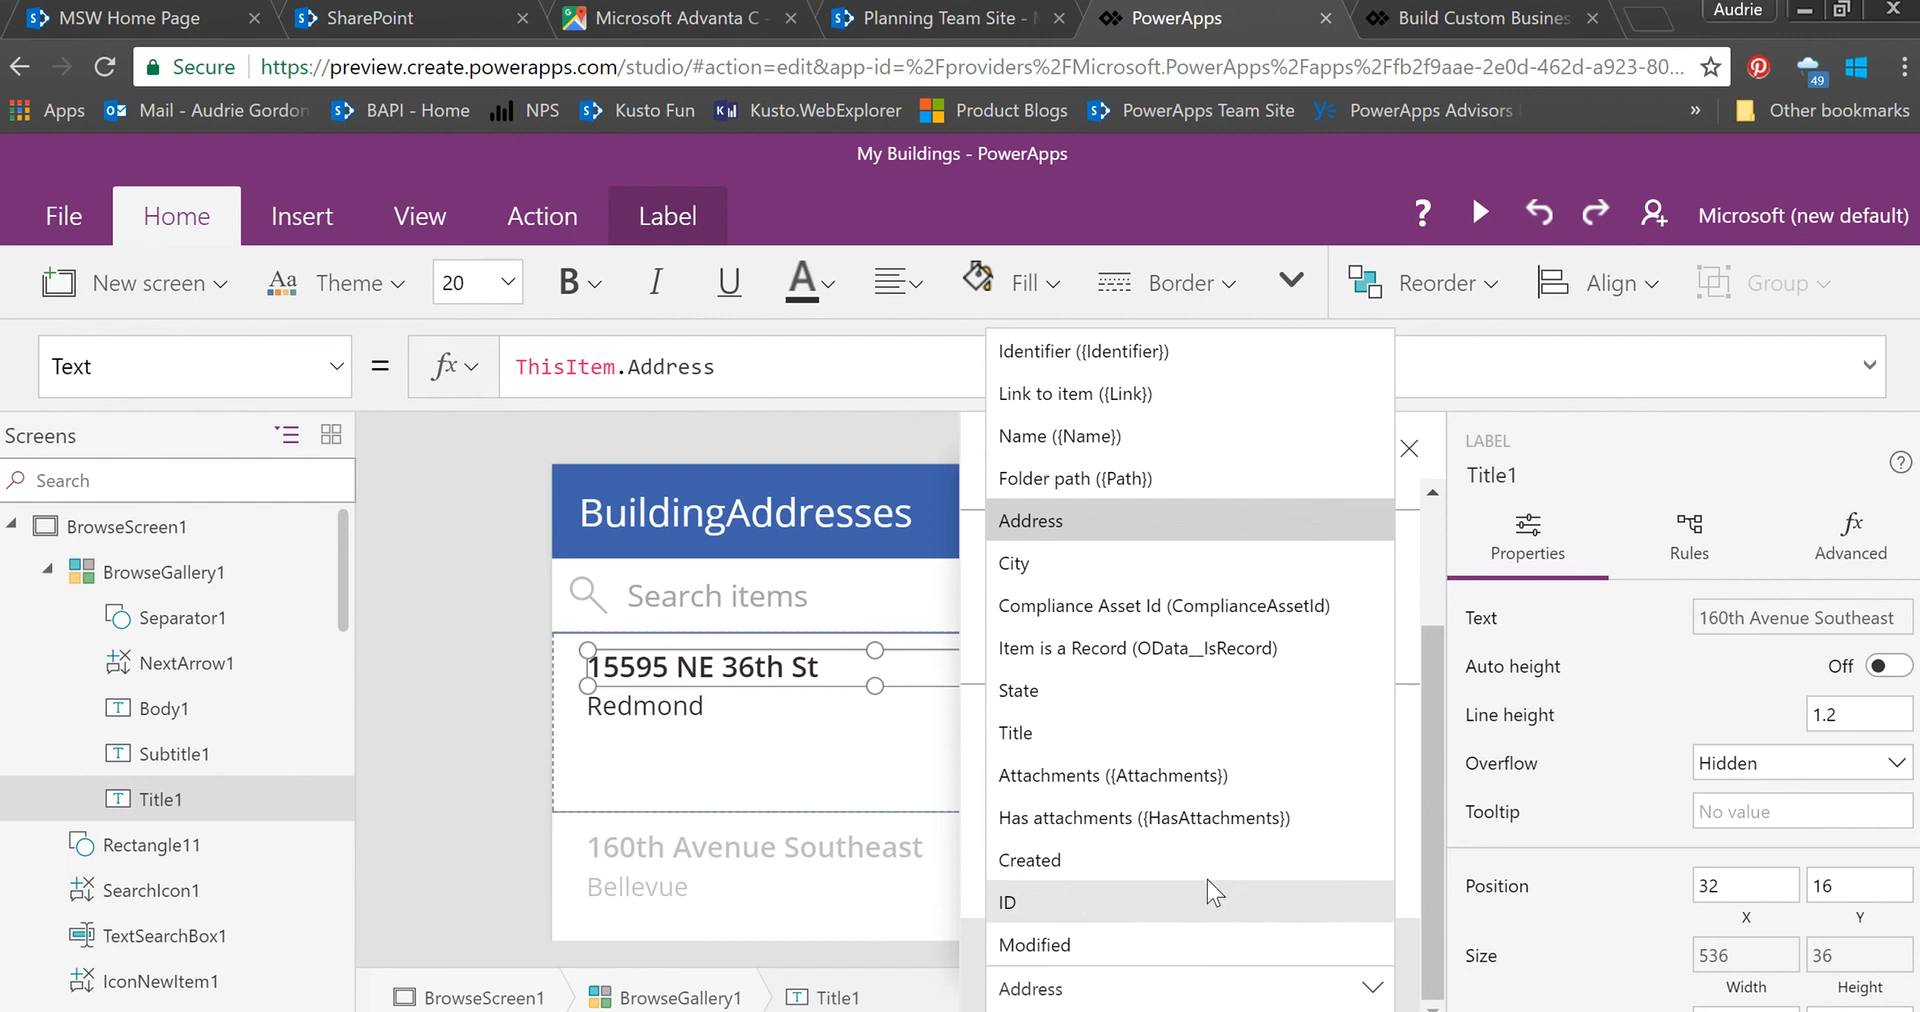 MSW Home Page
SharePoint
Microsoft Advanta C
Planning Team Site -
PowerApps
Build Custom Busines
Audrie
Secure
https://preview.create.powerapps.com/studio/#action=edit&app-id=%2Fproviders%2FMicrosoft.PowerApps%2Fapps%2Ffb2f9aae-2e0d-462d-a923-80...
49
Apps
Mail - Audrie Gordon
BAPI - Home
NPS
Kusto Fun
Kusto.WebExplorer
Product Blogs
PowerApps Team Site
PowerApps Advisors
»
Other bookmarks
My Buildings - PowerApps
File
Home
Insert
View
Action
Label
?
Microsoft (new default)
New screen
Aa
Theme
20
B
I
U
A
Fill
Border
Reorder
Align
Group
Text
=
fx
ThisItem.Address
Screens
Search
BrowseScreen1
BrowseGallery1
Separator1
NextArrow1
Body1
Subtitle1
Title1
Rectangle11
SearchIcon1
TextSearchBox1
IconNewItem1
BuildingAddresses
Search items
15595 NE 36th St
Redmond
160th Avenue Southeast
Bellevue
BrowseScreen1
BrowseGallery1
Title1
Identifier ({Identifier})
Link to item ({Link})
Name ({Name})
Folder path ({Path})
Address
City
Compliance Asset Id (ComplianceAssetId)
Item is a Record (OData__IsRecord)
State
Title
Attachments ({Attachments})
Has attachments ({HasAttachments})
Created
ID
Modified
Address
LABEL
Title1
?
Properties
Rules
fx
Advanced
Text
160th Avenue Southeast
Auto height
Off
Line height
1.2
Overflow
Hidden
Tooltip
No value
Position
32
16
X
Y
Size
536
36
Width
Height